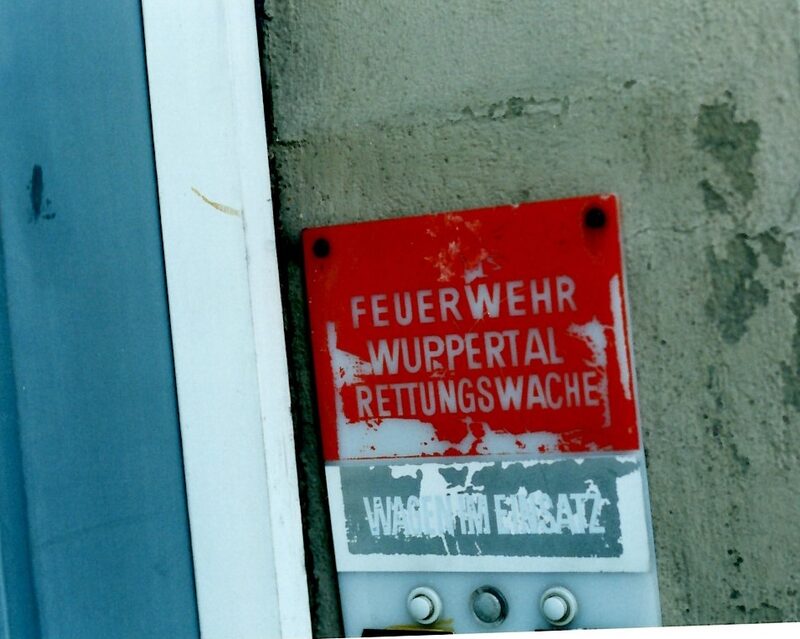 FEUERWEHR
WUPPERTAL
RETTUNGSWACHE
WAGEN IM EINSATZ